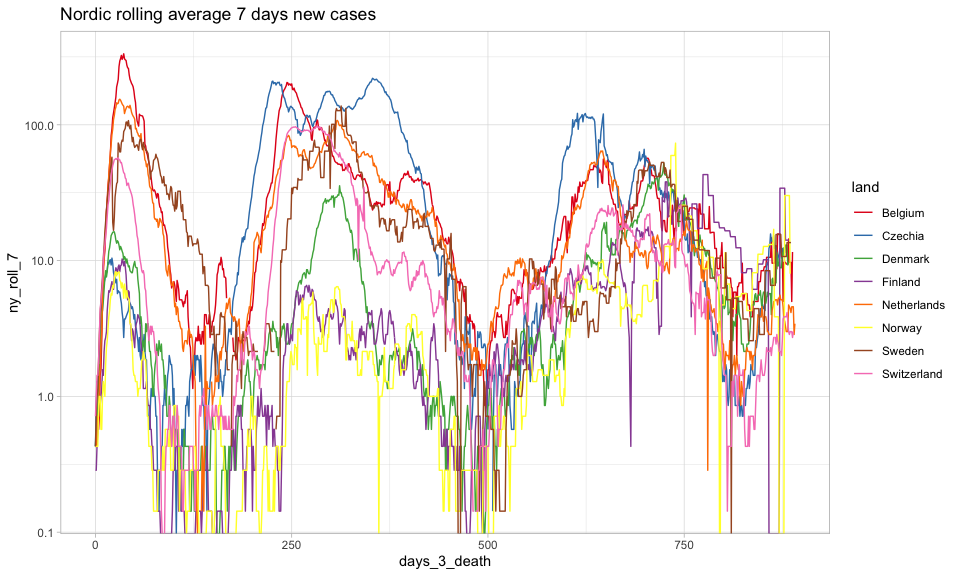 Nordic rolling average 7 days new cases
ny_roll_7
100.0
10.0
1.0
0.1
0 250 500 750
days_3_death
land
Belgium
Czechia
Denmark
Finland
Netherlands
Norway
Sweden
Switzerland